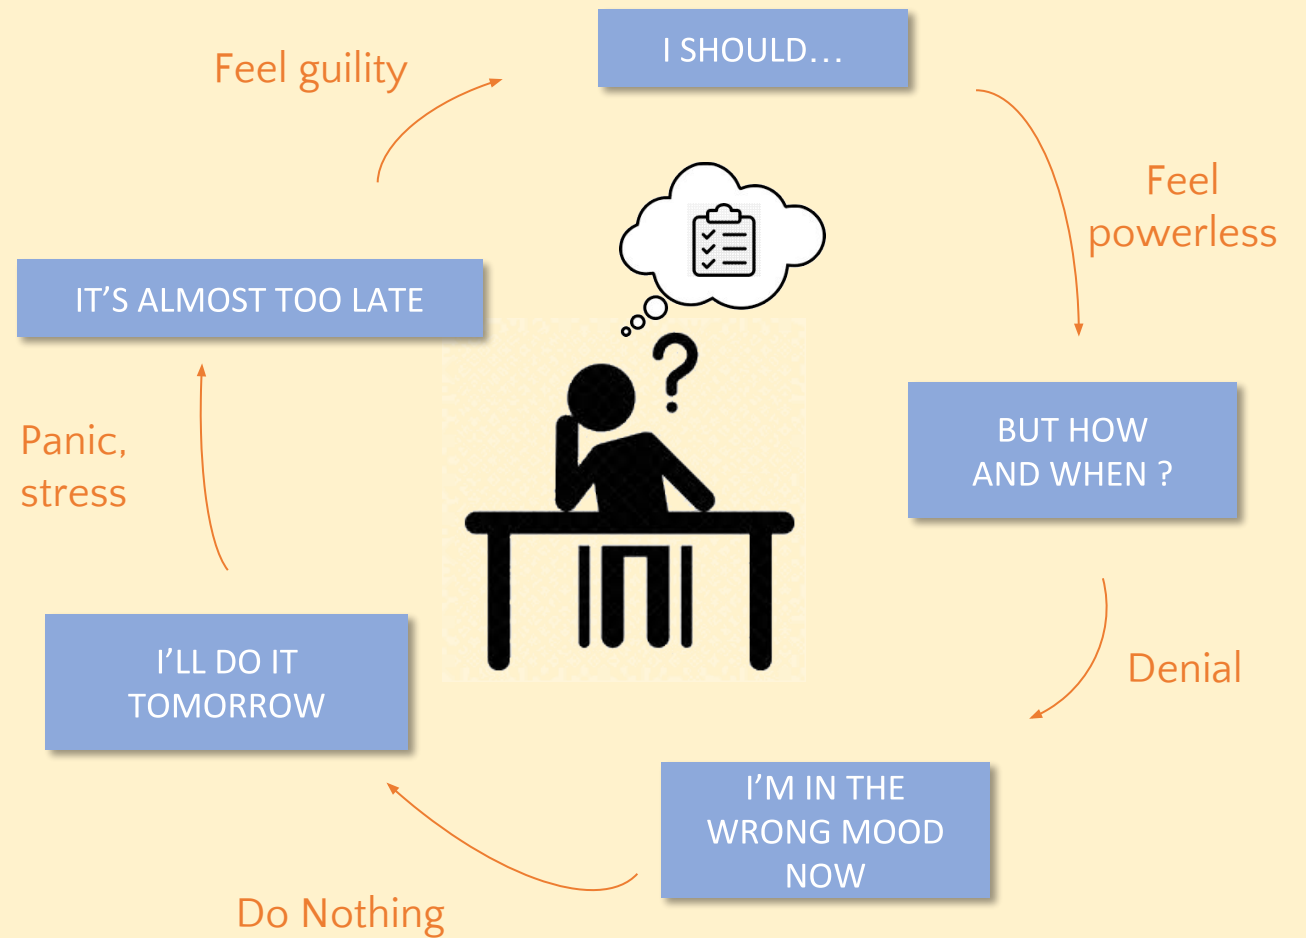 I SHOULD...
Feel
powerless
BUT HOW
AND WHEN ?
Denial
I'M IN THE
WRONG MOOD
NOW
Do Nothing
I'LL DO IT
TOMORROW
Panic,
stress
IT'S ALMOST TOO LATE
Feel guility
?